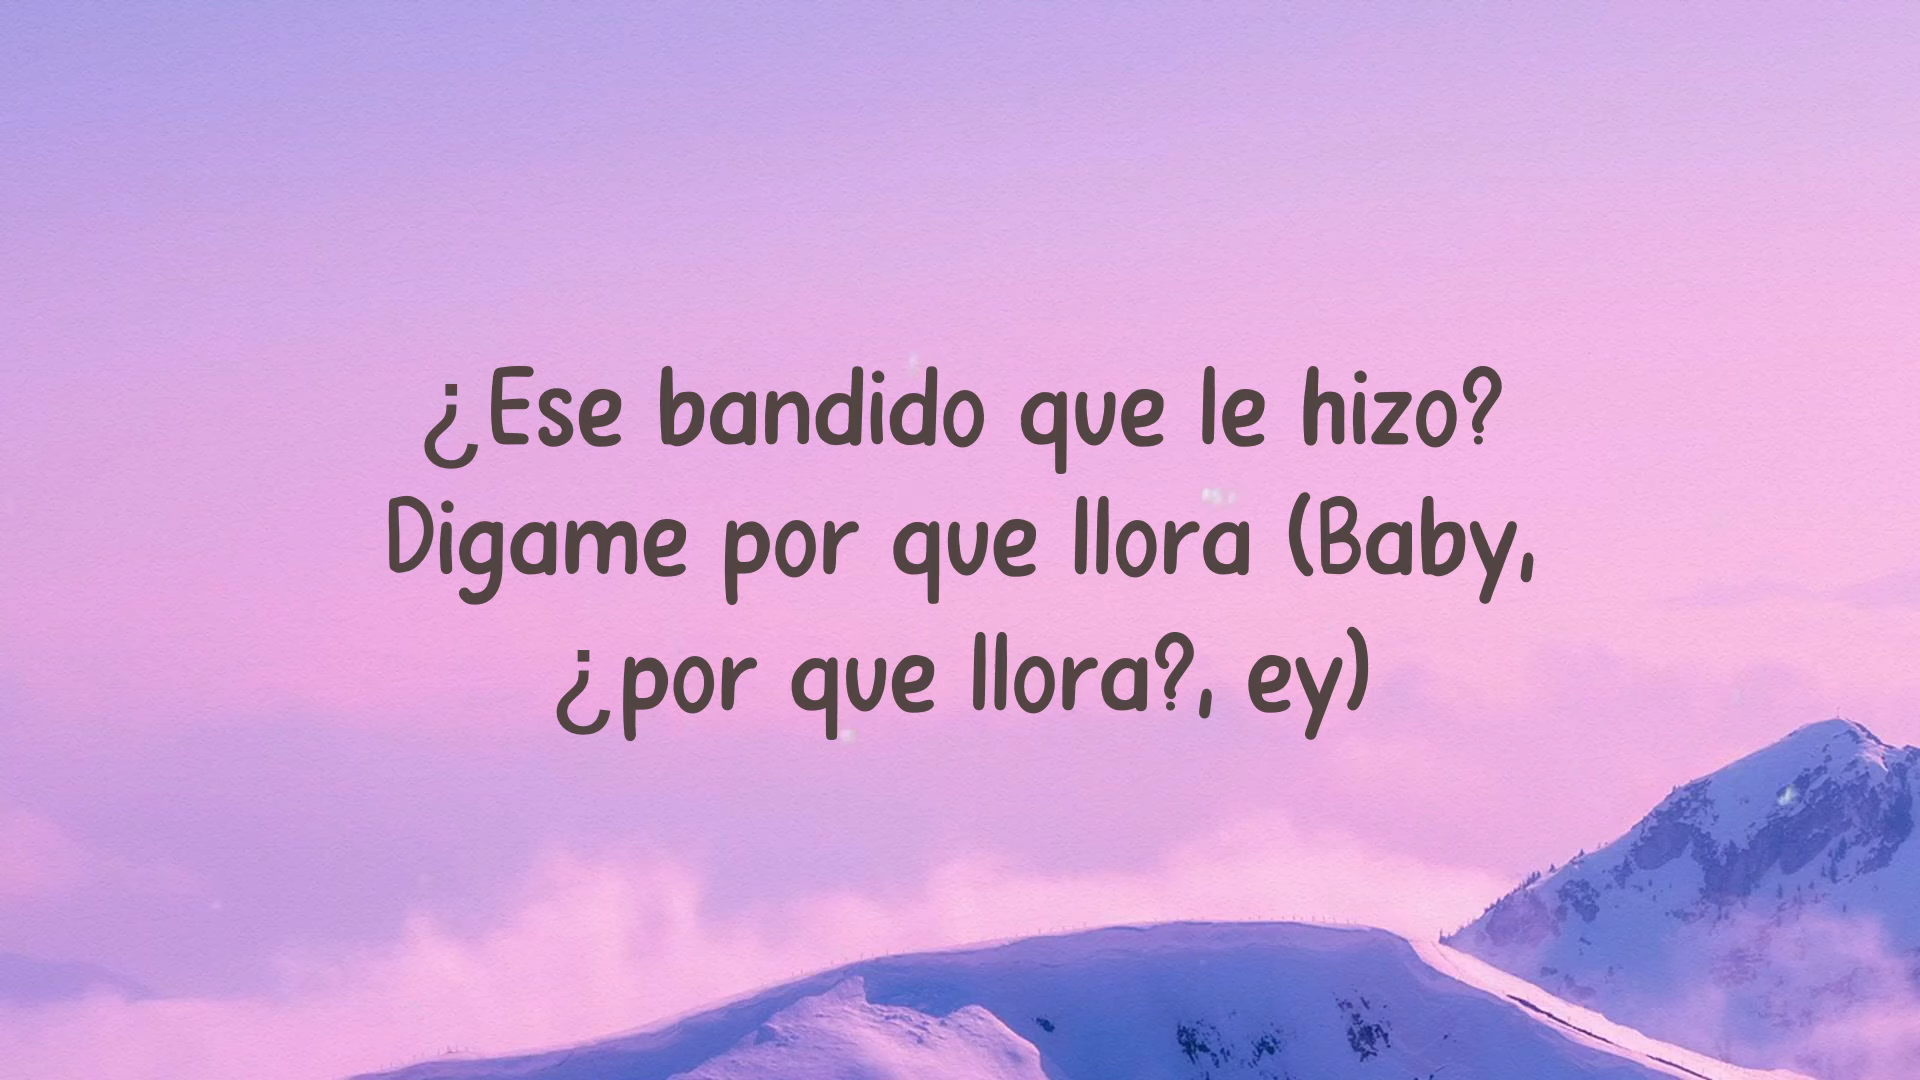 ¿Ese bandido que le hizo?
Digame por que llora (Baby,
¿por que llora?, ey)